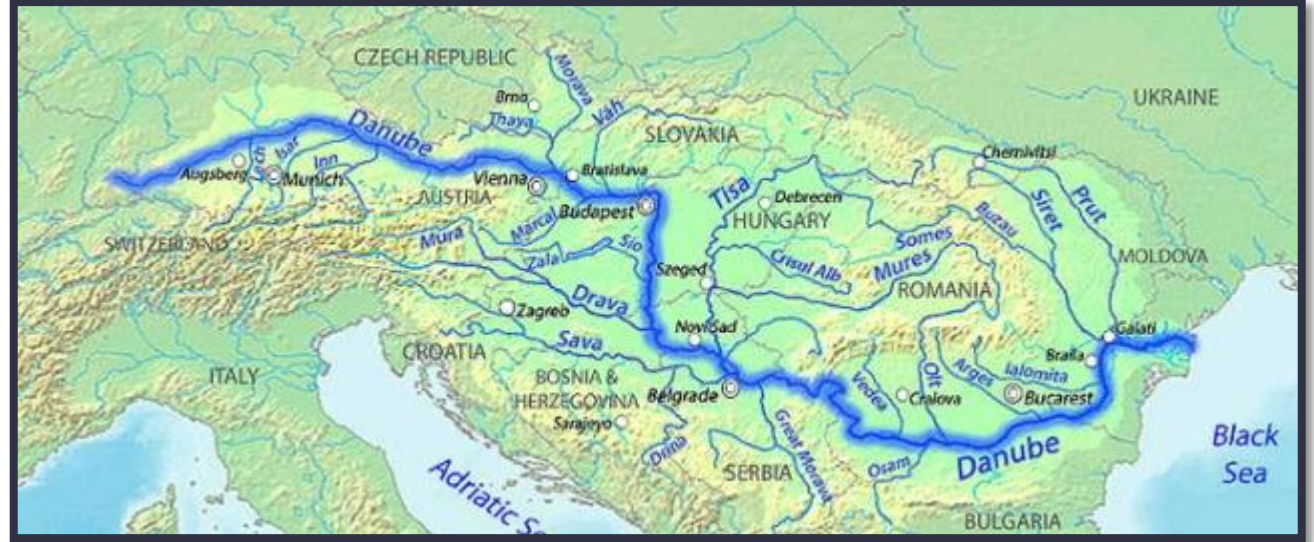 CZECH REPUBLIC
Morava
Brno
Váh
Thaya
SLOVAKIA
UKRAINE
Danube
Isar
Inn
Augsberg
Munich
Vienna
Bratislava
AUSTRIA
Budapest
Marcal
Tisa
Debrecen
HUNGARY
Chernivtsi
Siret
Prut
Buzau
Somes
MOLDOVA
SWITZERLAND
Mura
Zala
Sio
Szeged
Crisul Alb
Mures
ROMANIA
Drava
Zagreb
Sava
Novi Sad
Galati
Braila
CROATIA
ITALY
BOSNIA &
HERZEGOVINA
Belgrade
Vedea
Cralova
Olt
Arges
Ialomita
Bucarest
Sarajevo
Drina
SERBIA
Great Morava
Osam
Danube
BULGARIA
Black
Sea
Adriatic